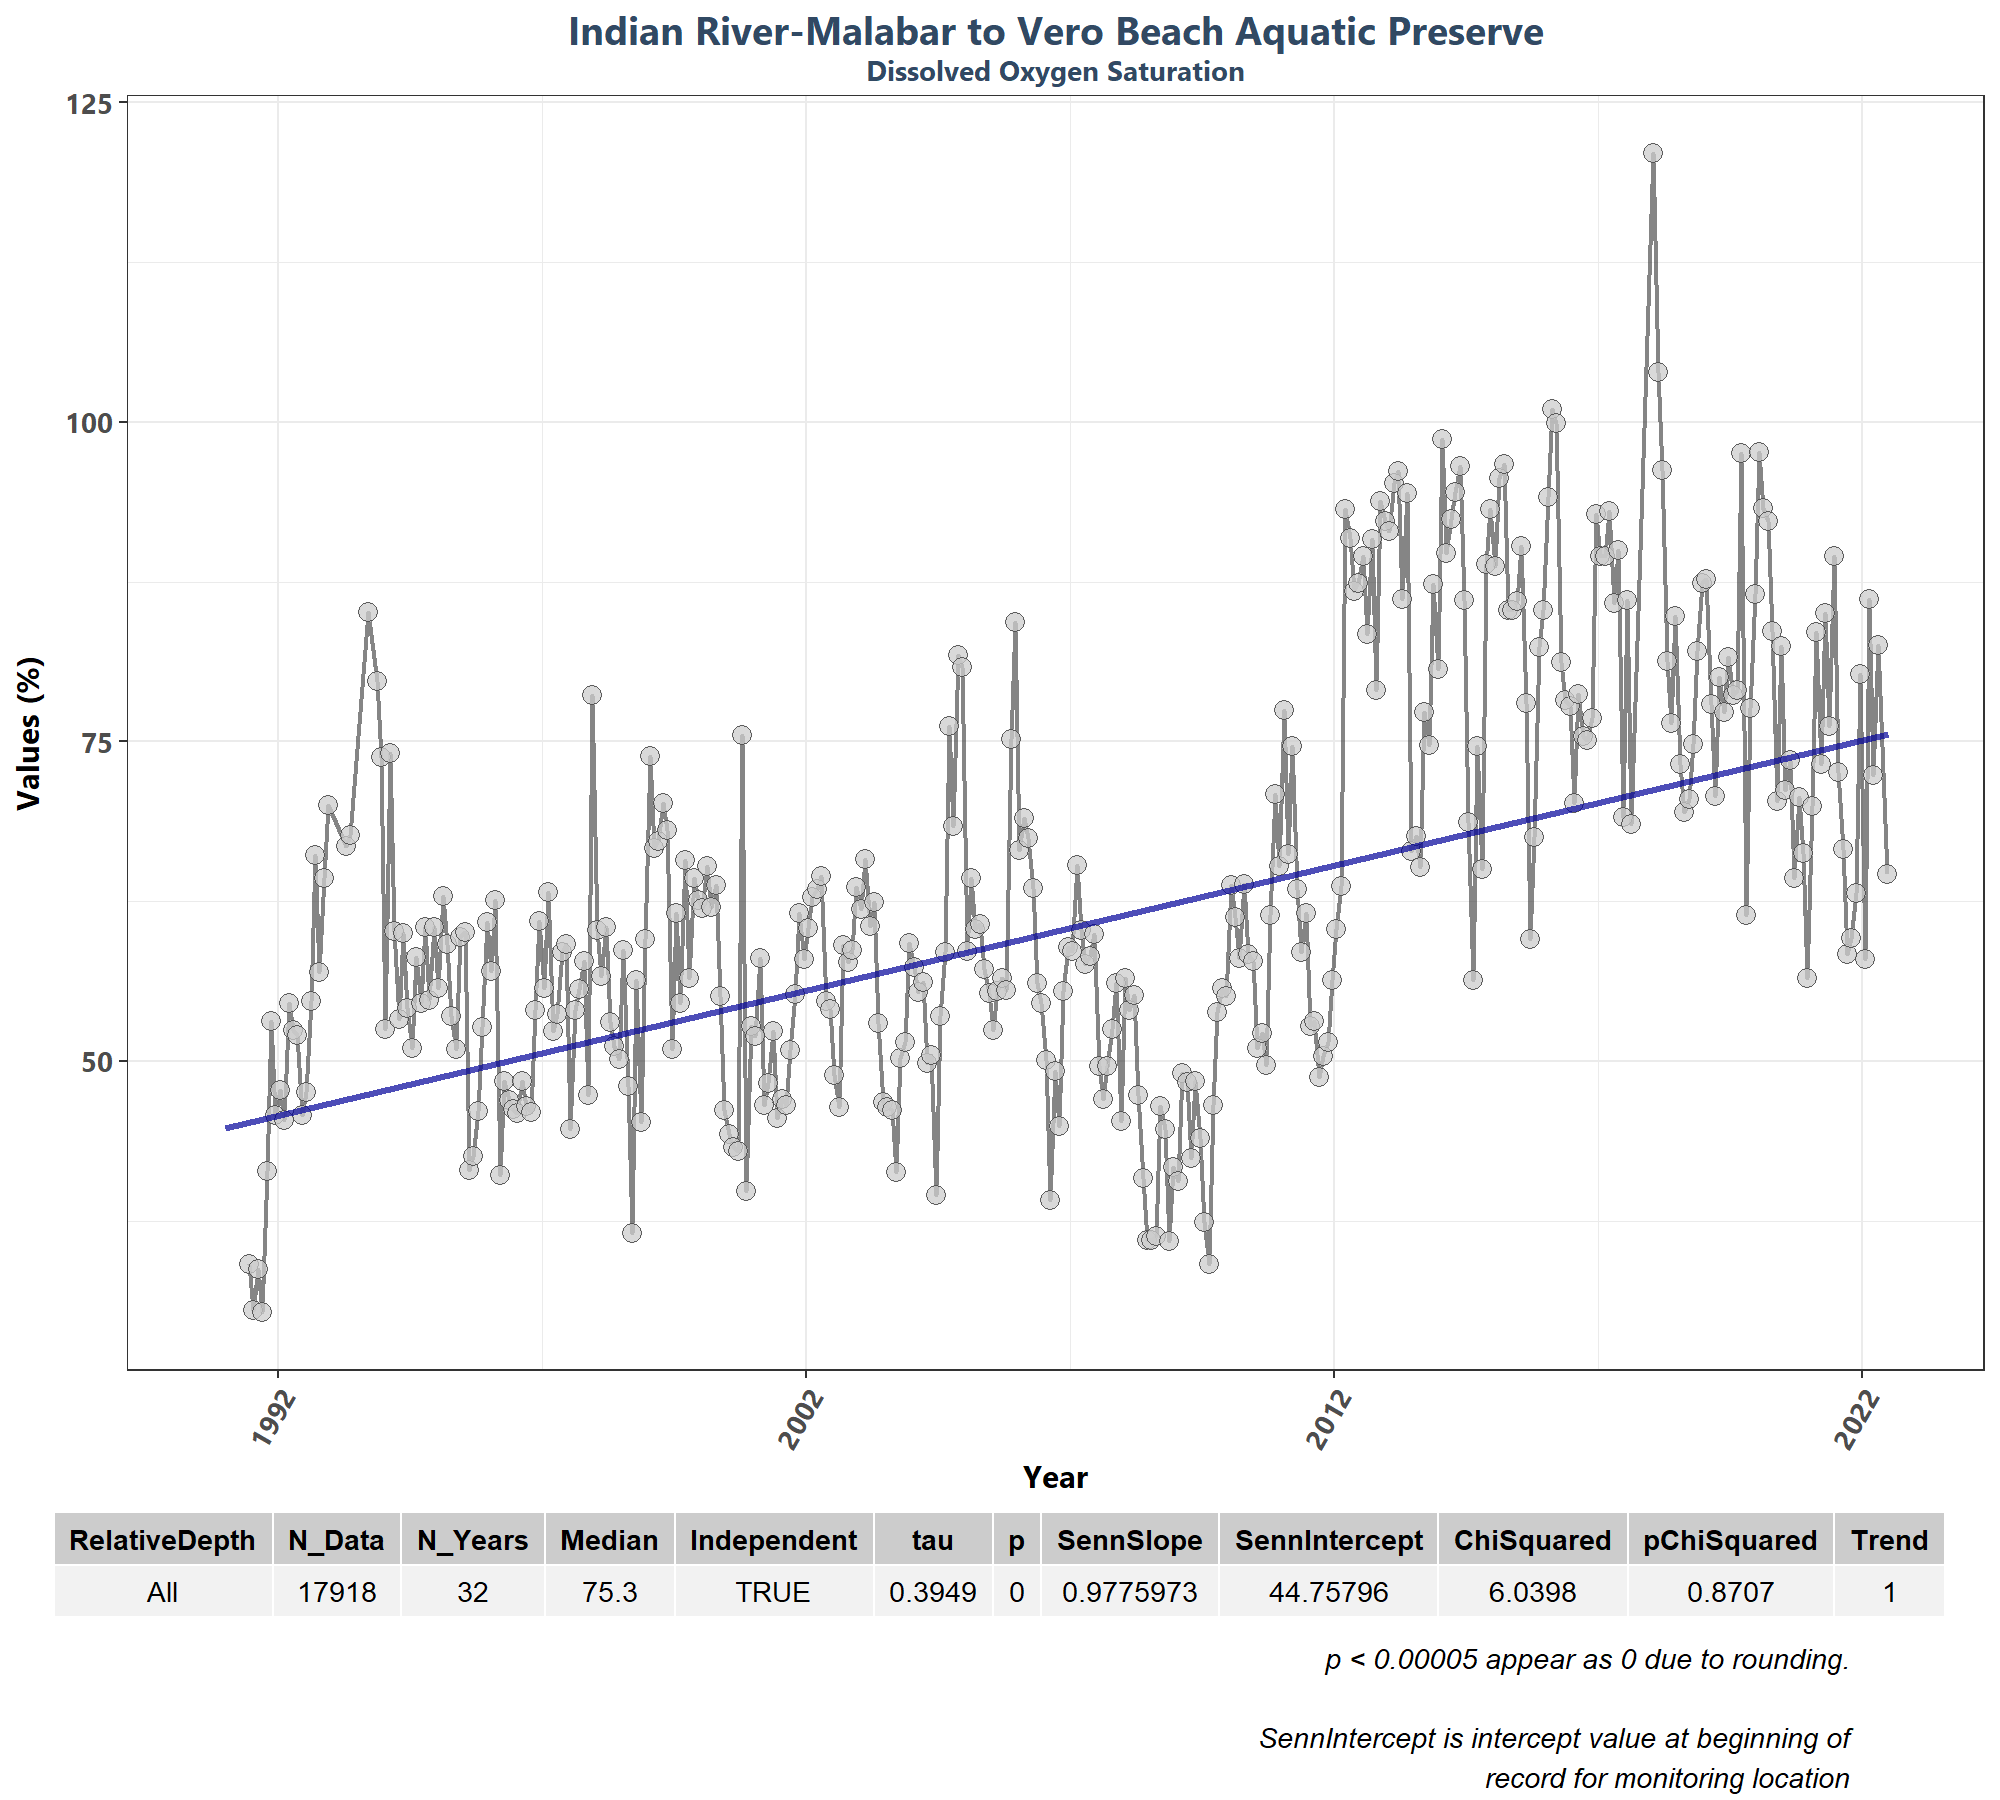 Indian River-Malabar to Vero Beach Aquatic Preserve
Dissolved Oxygen Saturation
125
100
75
50
Values (%)
1992 2002 2012 2022
Year
RelativeDepth N_Data N_Years Median Independent tau p SennSlope SennIntercept ChiSquared pChiSquared Trend
All 17918 32 75.3 TRUE 0.3949 0 0.9775973 44.75796 6.0398 0.8707 1
p < 0.00005 appear as 0 due to rounding.
SennIntercept is intercept value at beginning of
record for monitoring location